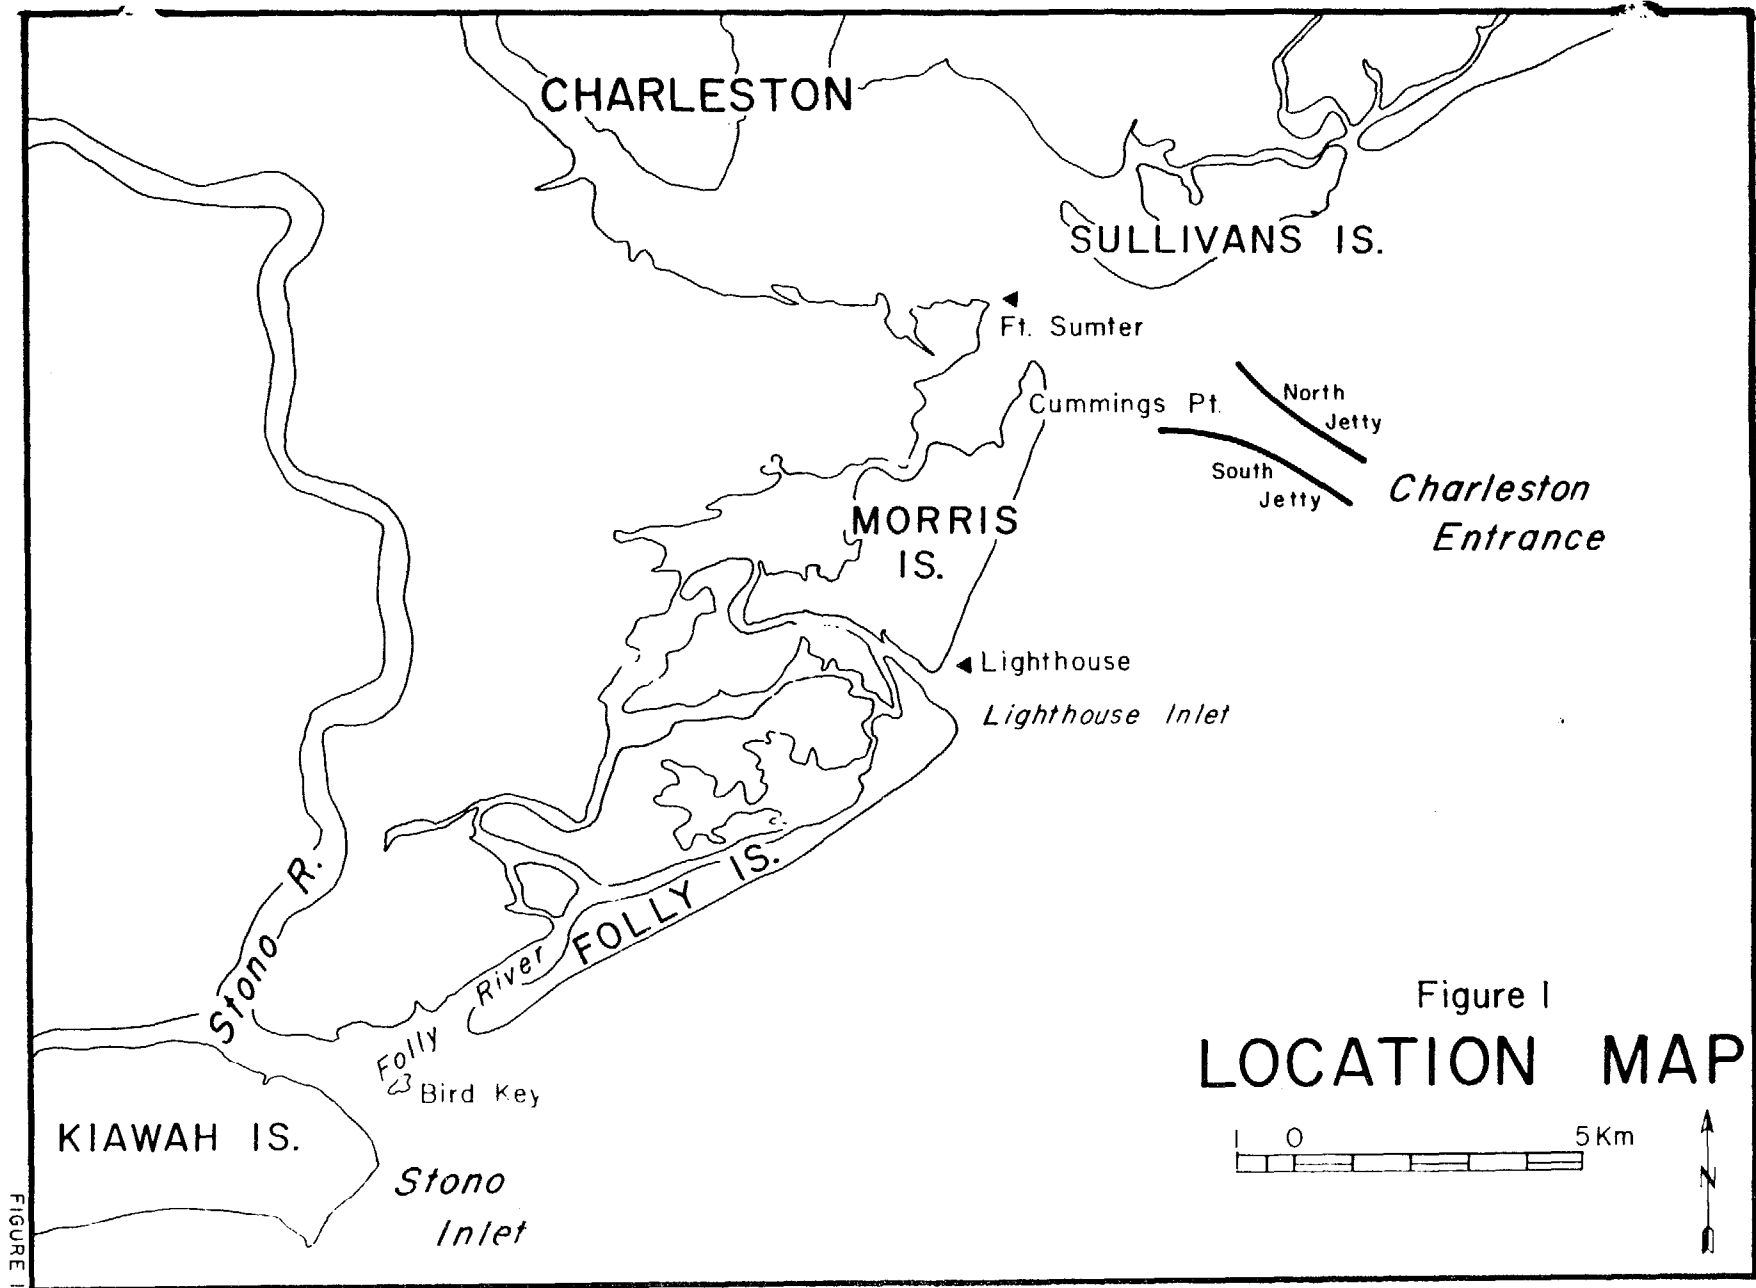 CHARLESTON
SULLIVANS IS.
Ft. Sumter
Cummings Pt.
North
Jetty
South
Jetty
Charleston
Entrance
MORRIS
IS.
Lighthouse
Lighthouse Inlet
FOLLY IS.
Stono R.
Folly River
Bird Key
KIAWAH IS.
Stono
Inlet
Figure 1
LOCATION MAP
1 0 5 Km
N
FIGURE 1